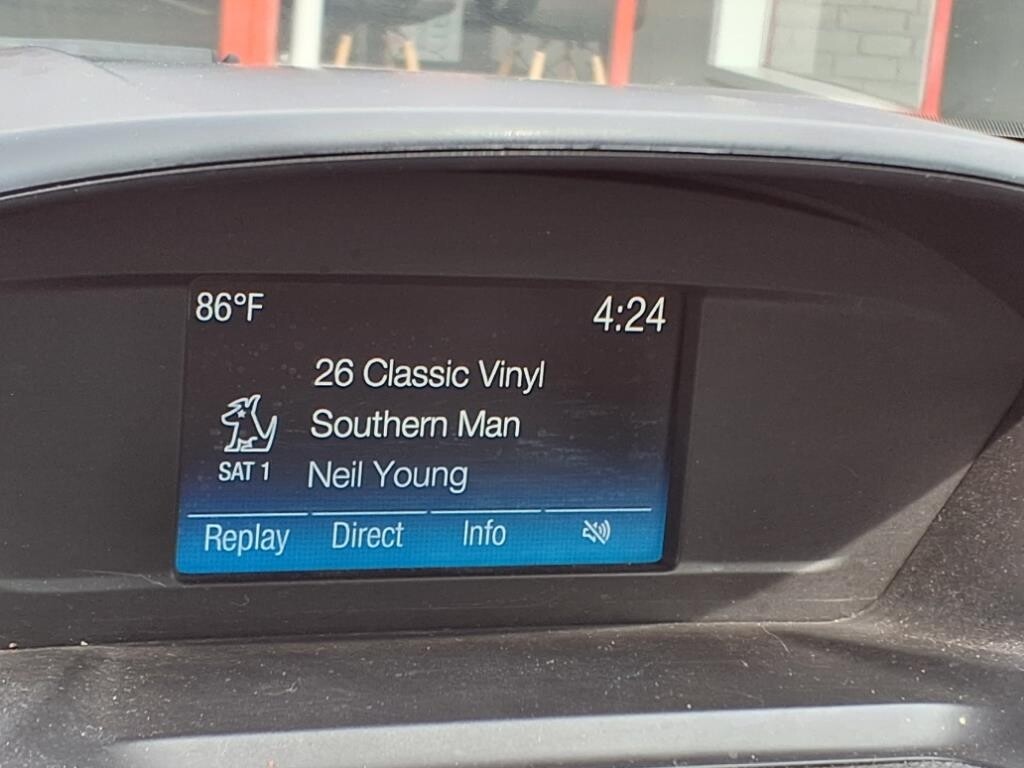 86°F 4:24
26 Classic Vinyl
Southern Man
SAT 1 Neil Young
Replay Direct Info